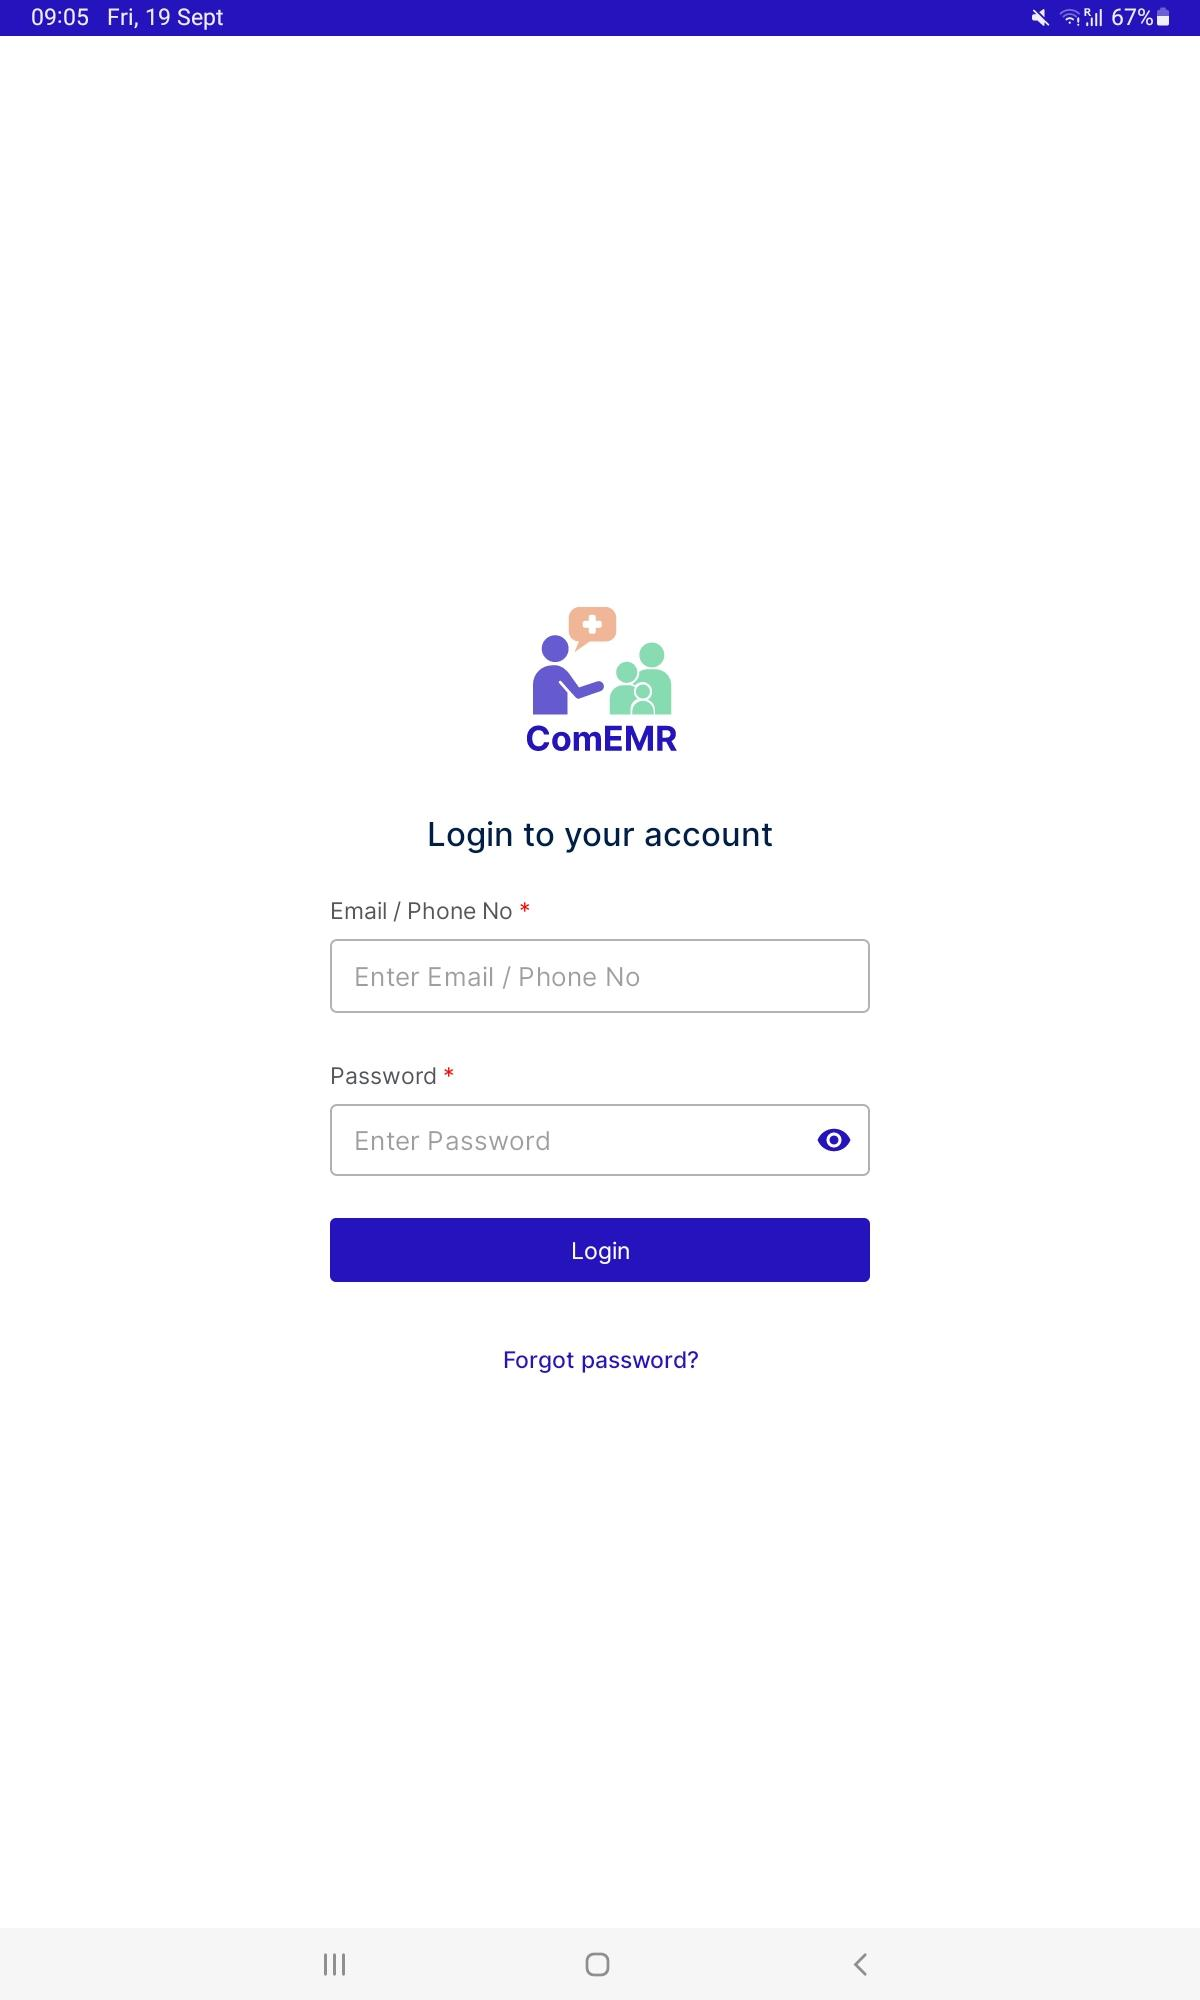 09:05 Fri, 19 Sept R 67%
ComEMR
Login to your account
Email / Phone No *
Enter Email / Phone No
Password *
Enter Password
Login
Forgot password?